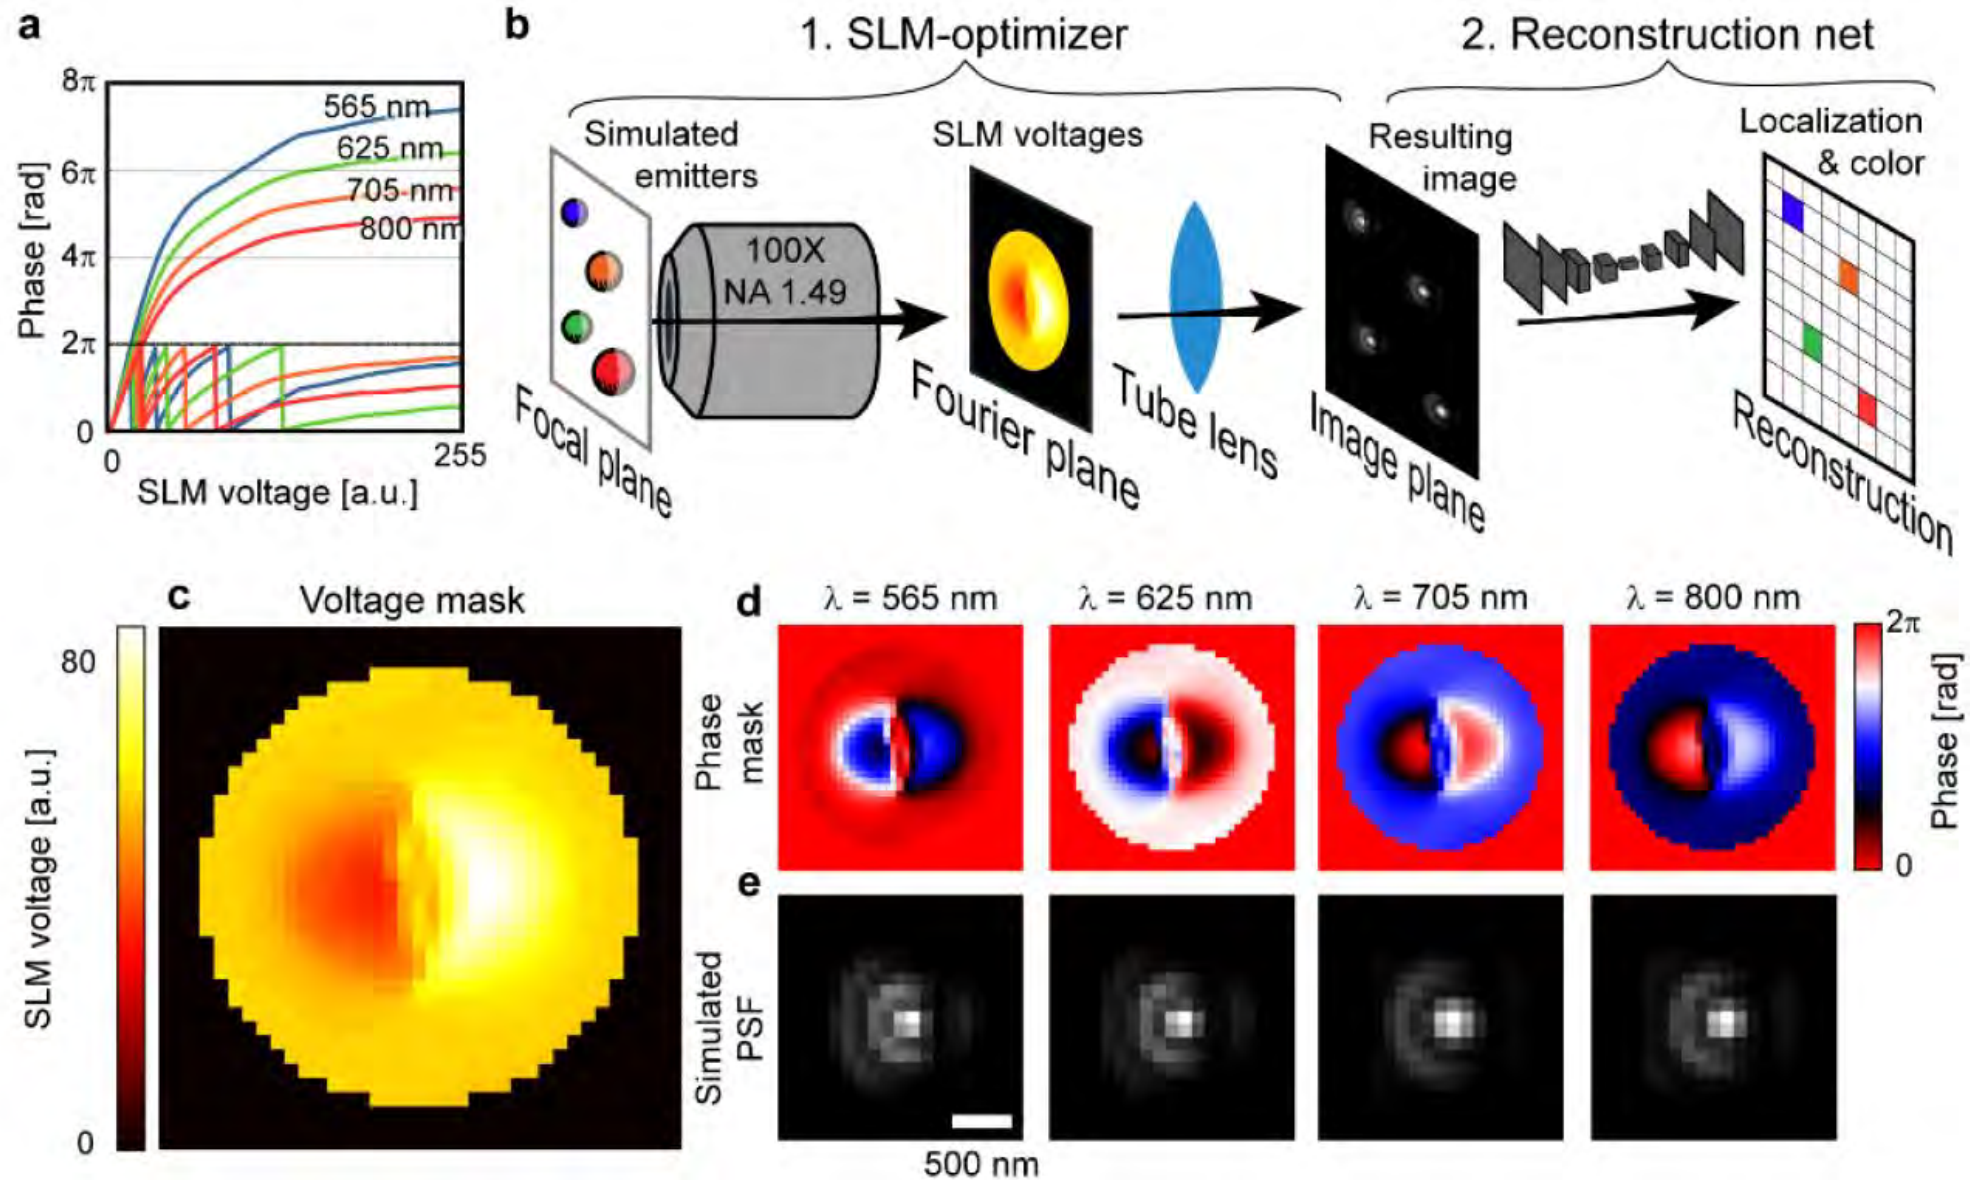 a
8π
6π
4π
2π
0
Phase [rad]
565 nm
625 nm
705 nm
800 nm
0
255
SLM voltage [a.u.]
b
1. SLM-optimizer
2. Reconstruction net
Simulated
emitters
SLM voltages
Resulting
image
Localization
& color
100X
NA 1.49
Focal plane
Fourier plane
Tube lens
Image plane
Reconstruction
c
Voltage mask
80
0
SLM voltage [a.u.]
d
λ = 565 nm
λ = 625 nm
λ = 705 nm
λ = 800 nm
Phase
mask
2π
0
Phase [rad]
e
Simulated
PSF
500 nm